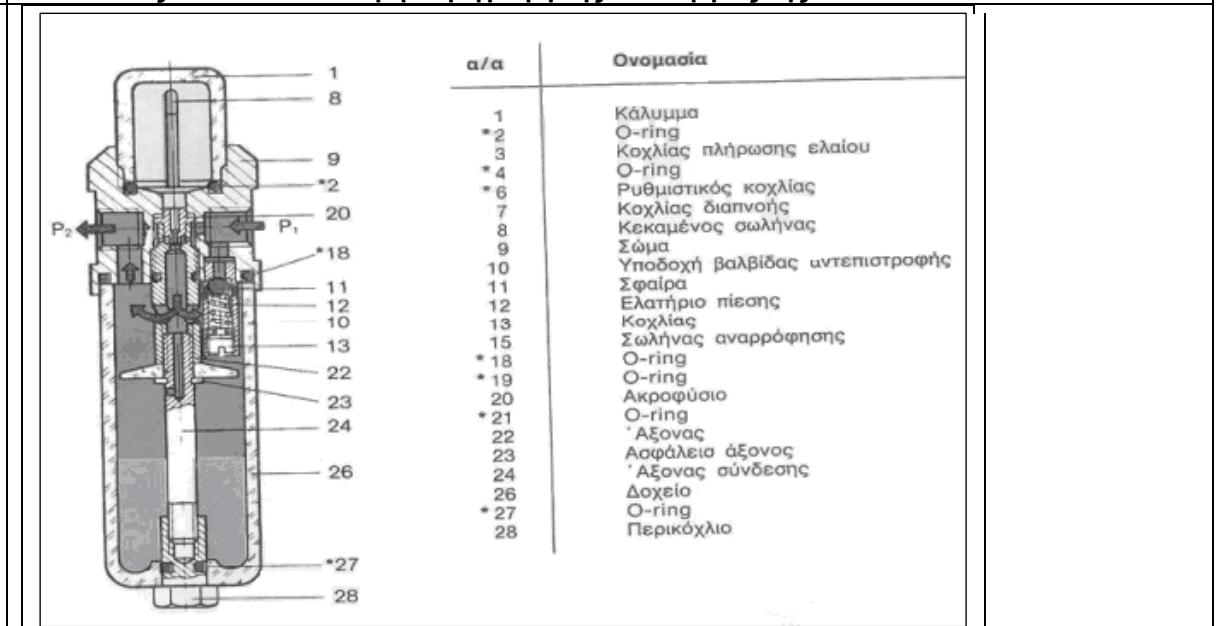 1
8
9
*2
20
P₂
P₁
*18
11
12
10
13
22
23
24
26
*27
28
α/α Ονομασία
1 Κάλυμμα
*2 O-ring
3 Κοχλίας πλήρωσης ελαίου
*4 O-ring
*6 Ρυθμιστικός κοχλίας
7 Κοχλίας διαπνοής
8 Κεκαμένος σωλήνας
9 Σώμα
10 Υποδοχή βαλβίδας αντεπιστροφής
11 Σφαίρα
12 Ελατήριο πίεσης
13 Κοχλίας
15 Σωλήνας αναρρόφησης
*18 O-ring
*19 O-ring
20 Ακροφύσιο
*21 O-ring
22 Άξονας
23 Ασφάλεισ άξονος
24 Άξονας σύνδεσης
26 Δοχείο
*27 O-ring
28 Περικόχλιο